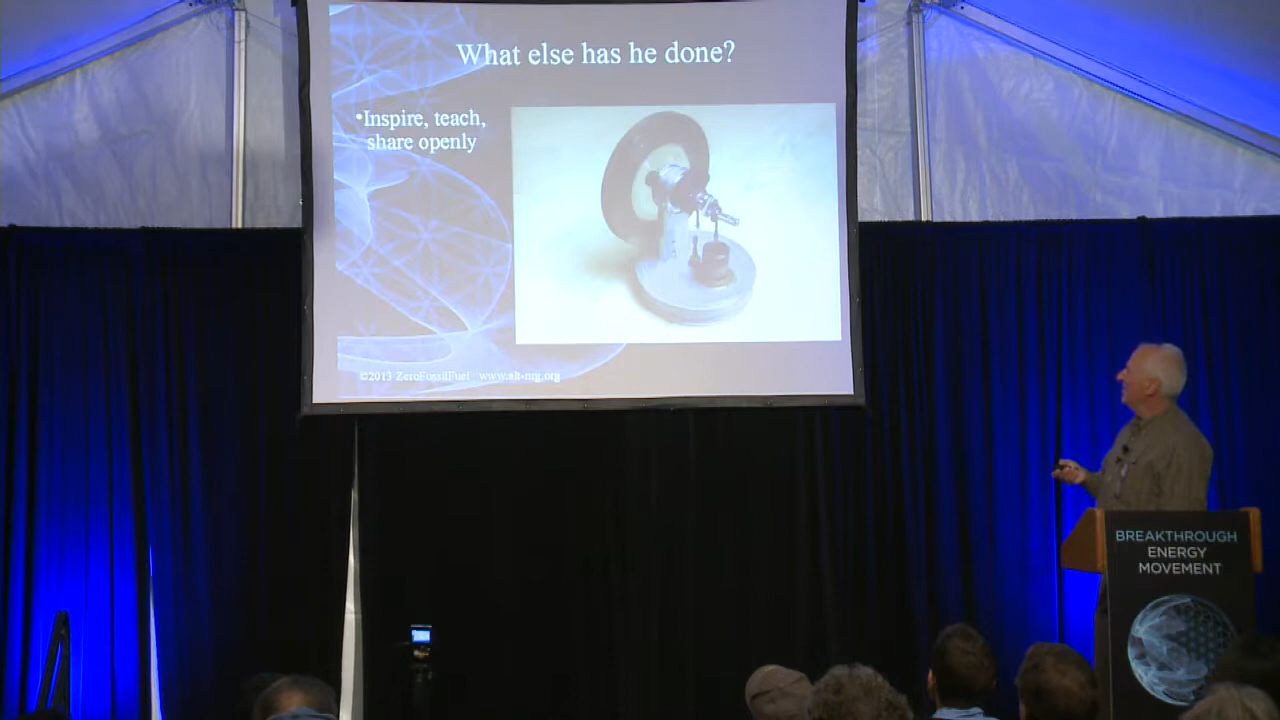 What else has he done?
•Inspire, teach,
share openly
©2013 ZeroFossilFuel www.alt-nrg.org
BREAKTHROUGH
ENERGY
MOVEMENT